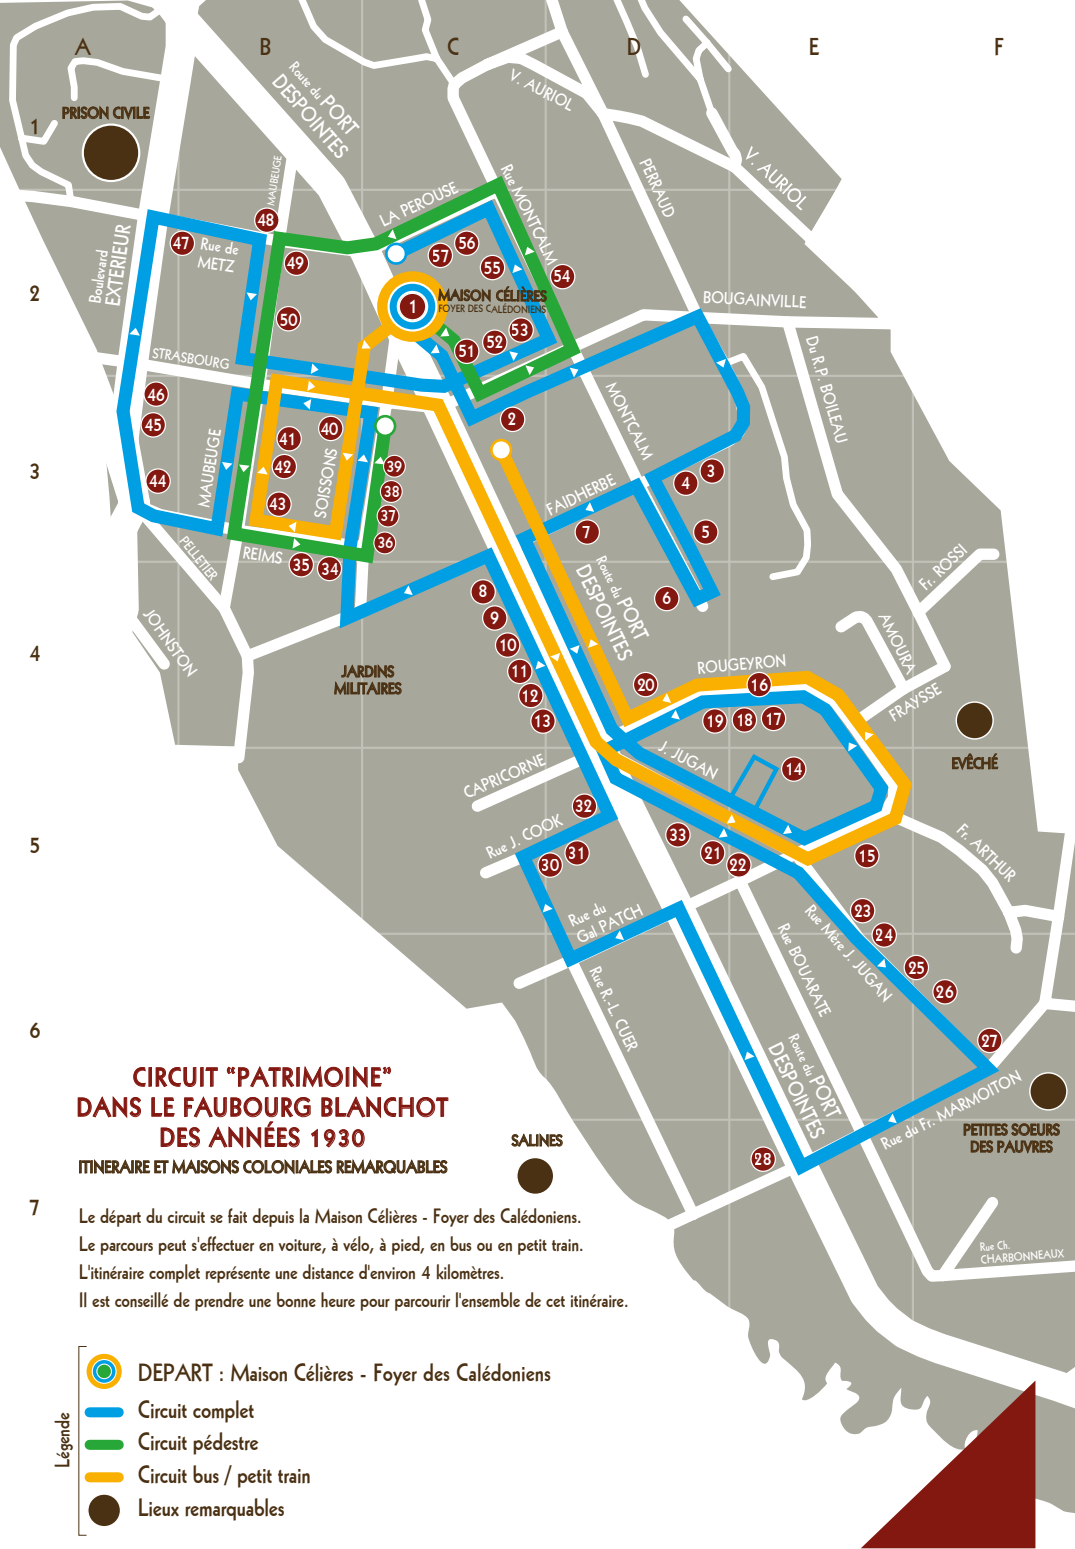 A B C D E F
1
2
3
4
5
6
7
PRISON CIVILE
Route du PORT
DESPOINTES
V. AURIOL
V. AURIOL
PERRAUD
MAUBEUGE
LA PEROUSE
Rue MONTCALM
48
47
Rue de
METZ
Boulevard
EXTERIEUR
49
50
57
56
55
54
1
MAISON CÉLIÈRES
FOYER DES CALÉDONIENS
51
52
53
BOUGAINVILLE
Du R.P. BOILEAU
STRASBOURG
46
45
44
MAUBEUGE
41
42
43
40
SOISSONS
39
38
37
36
2
MONTCALM
3
4
5
6
7
FAIDHERBE
Route du PORT
DESPOINTES
REIMS
35
34
PELLETIER
JOHNSTON
JARDINS
MILITAIRES
8
9
10
11
12
13
20
ROUGEYRON
16
19
18
17
Fr. ROSSI
AMOURA
FRAYSSE
EVÊCHÉ
J. JUGAN
14
CAPRICORNE
32
Rue J. COOK
31
30
33
21
22
15
Fr. ARTHUR
Rue du
Gal PATCH
Rue R.-L. CUER
Rue BOUARATE
Rue Mère J. JUGAN
23
24
25
26
27
Route du PORT
DESPOINTES
Rue du Fr. MARMOITON
PETITES SOEURS
DES PAUVRES
28
Rue Ch.
CHARBONNEAUX
SALINES
CIRCUIT “PATRIMOINE”
DANS LE FAUBOURG BLANCHOT
DES ANNÉES 1930
ITINERAIRE ET MAISONS COLONIALES REMARQUABLES
Le départ du circuit se fait depuis la Maison Célières - Foyer des Calédoniens.
Le parcours peut s'effectuer en voiture, à vélo, à pied, en bus ou en petit train.
L'itinéraire complet représente une distance d'environ 4 kilomètres.
Il est conseillé de prendre une bonne heure pour parcourir l'ensemble de cet itinéraire.
Légende
DEPART : Maison Célières - Foyer des Calédoniens
Circuit complet
Circuit pédestre
Circuit bus / petit train
Lieux remarquables